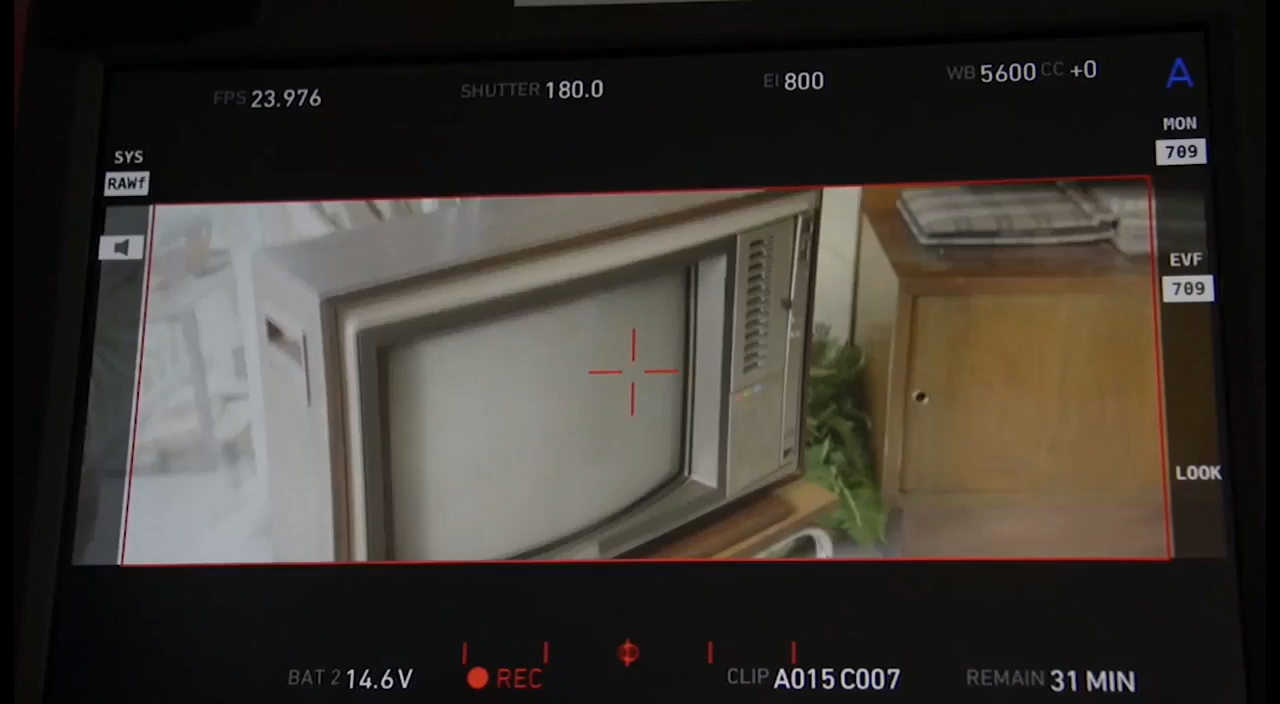 FPS 23.976 SHUTTER 180.0 EI 800 WB 5600 CC +0 A
MON
709
SYS
RAWf
EVF
709
LOOK
BAT 2 14.6 V REC CLIP A015 C007 REMAIN 31 MIN